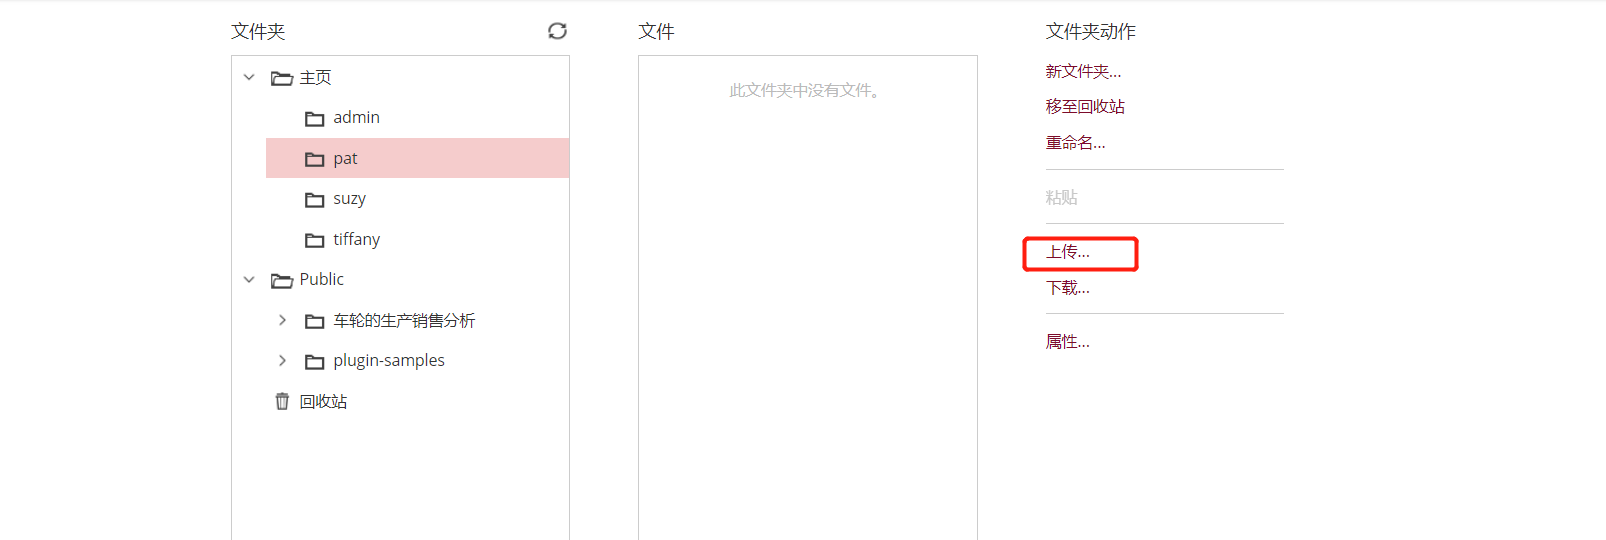 文件夹
主页
admin
pat
suzy
tiffany
Public
车轮的生产销售分析
plugin-samples
回收站
文件
此文件夹中没有文件。
文件夹动作
新文件夹...
移至回收站
重命名...
粘贴
上传...
下载...
属性...